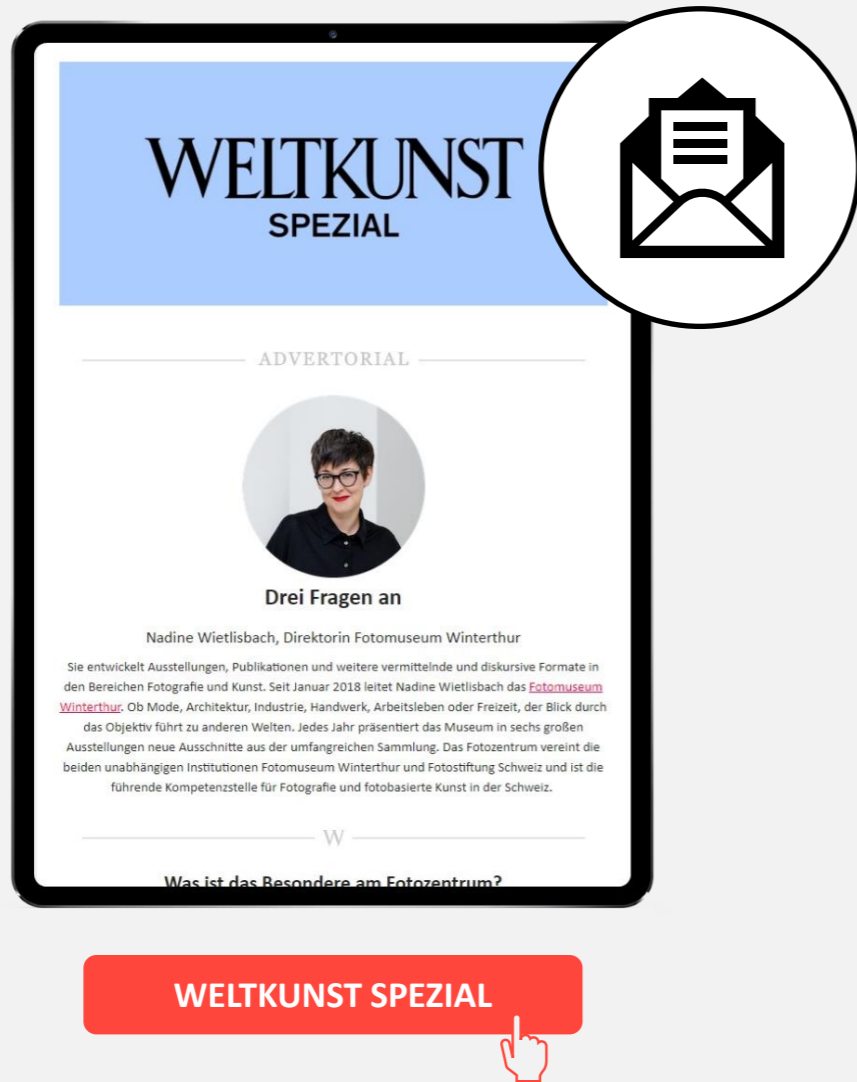 WELTKUNST
SPEZIAL
ADVERTORIAL
Drei Fragen an
Nadine Wietlisbach, Direktorin Fotomuseum Winterthur
Sie entwickelt Ausstellungen, Publikationen und weitere vermittelnde und diskursive Formate in
den Bereichen Fotografie und Kunst. Seit Januar 2018 leitet Nadine Wietlisbach das Fotomuseum
Winterthur. Ob Mode, Architektur, Industrie, Handwerk, Arbeitsleben oder Freizeit, der Blick durch
das Objektiv führt zu anderen Welten. Jedes Jahr präsentiert das Museum in sechs großen
Ausstellungen neue Ausschnitte aus der umfangreichen Sammlung. Das Fotozentrum vereint die
beiden unabhängigen Institutionen Fotomuseum Winterthur und Fotostiftung Schweiz und ist die
führende Kompetenzstelle für Fotografie und fotobasierte Kunst in der Schweiz.
W
Was ist das Besondere am Fotozentrum?
WELTKUNST SPEZIAL